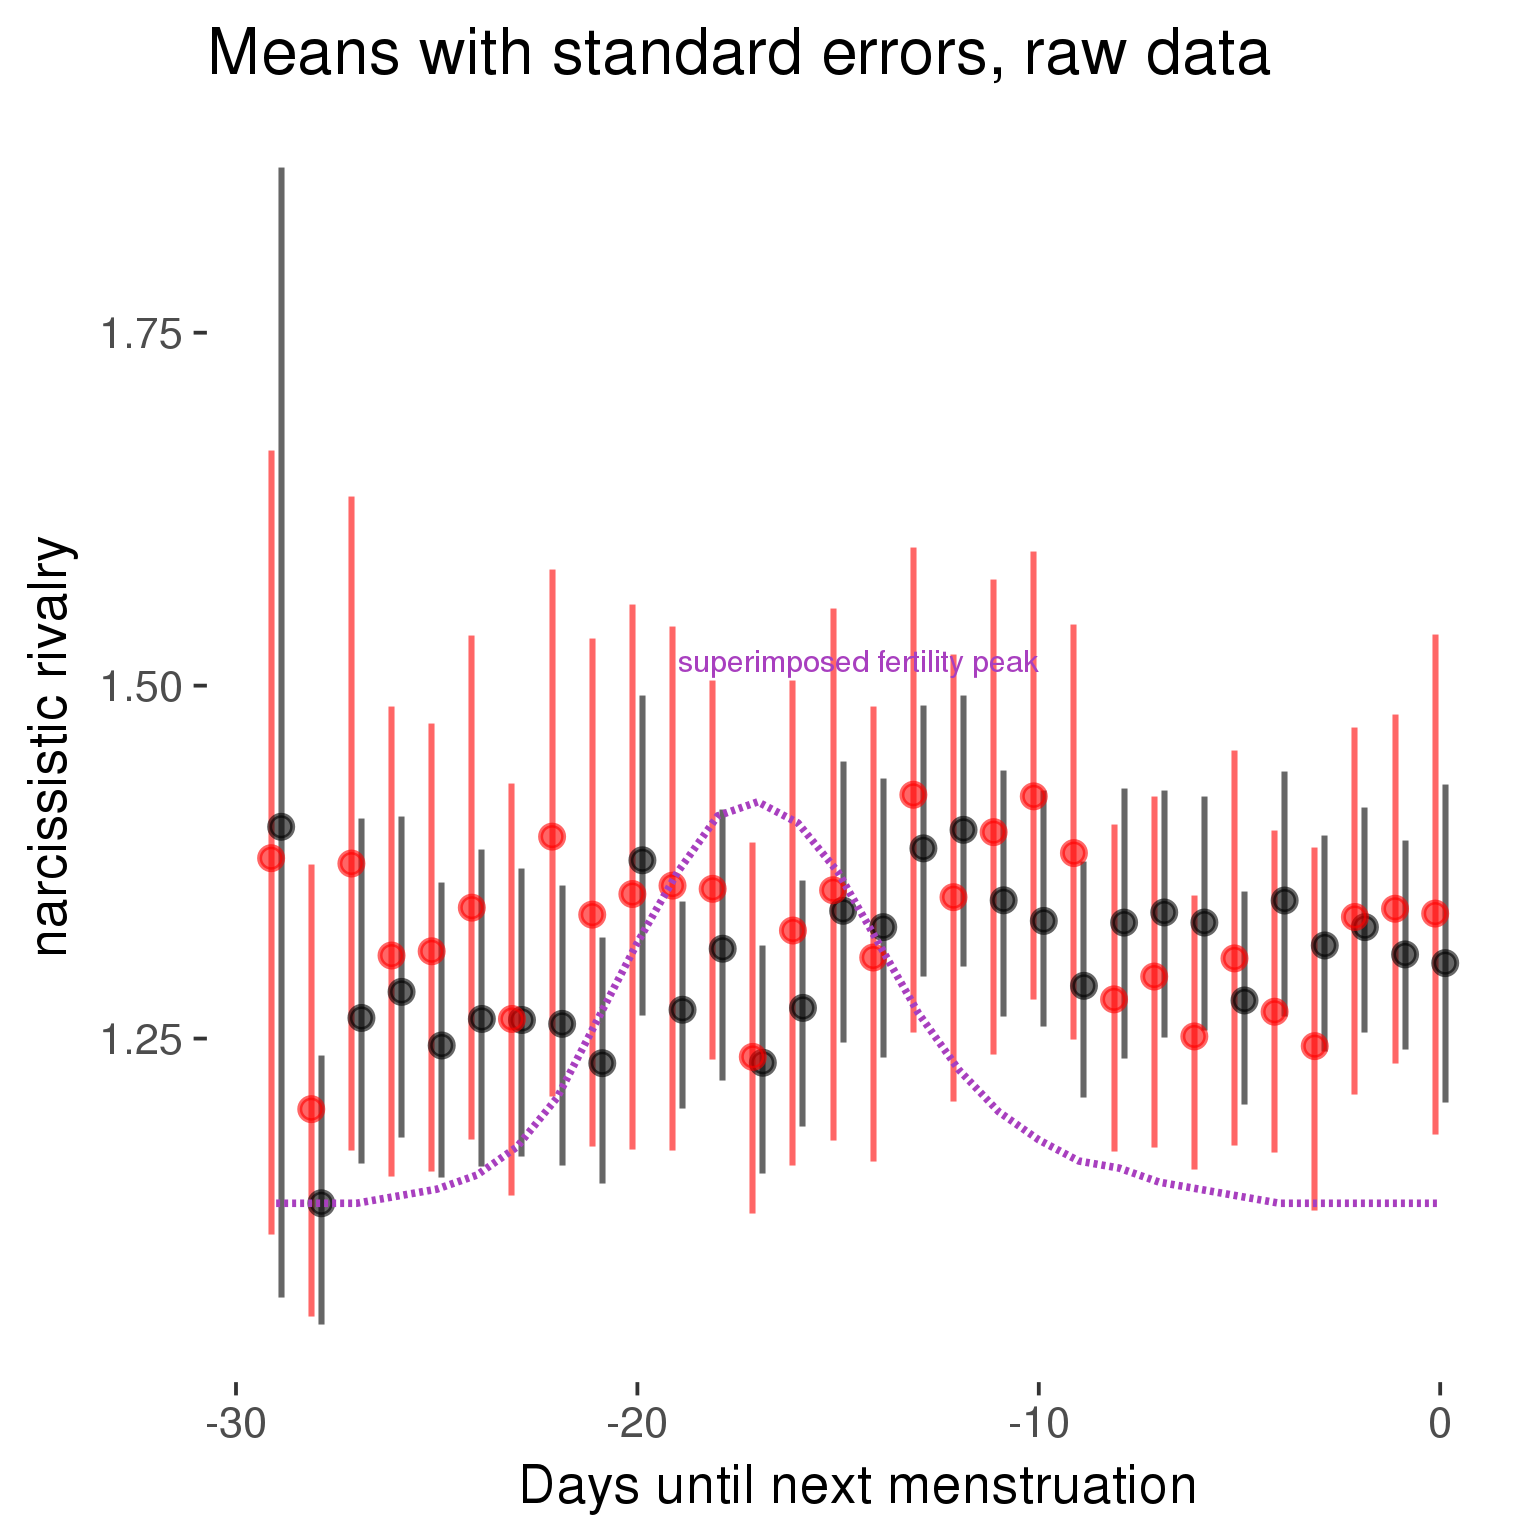 Means with standard errors, raw data
narcissistic rivalry
1.75
1.50
1.25
superimposed fertility peak
-30
-20
-10
0
Days until next menstruation